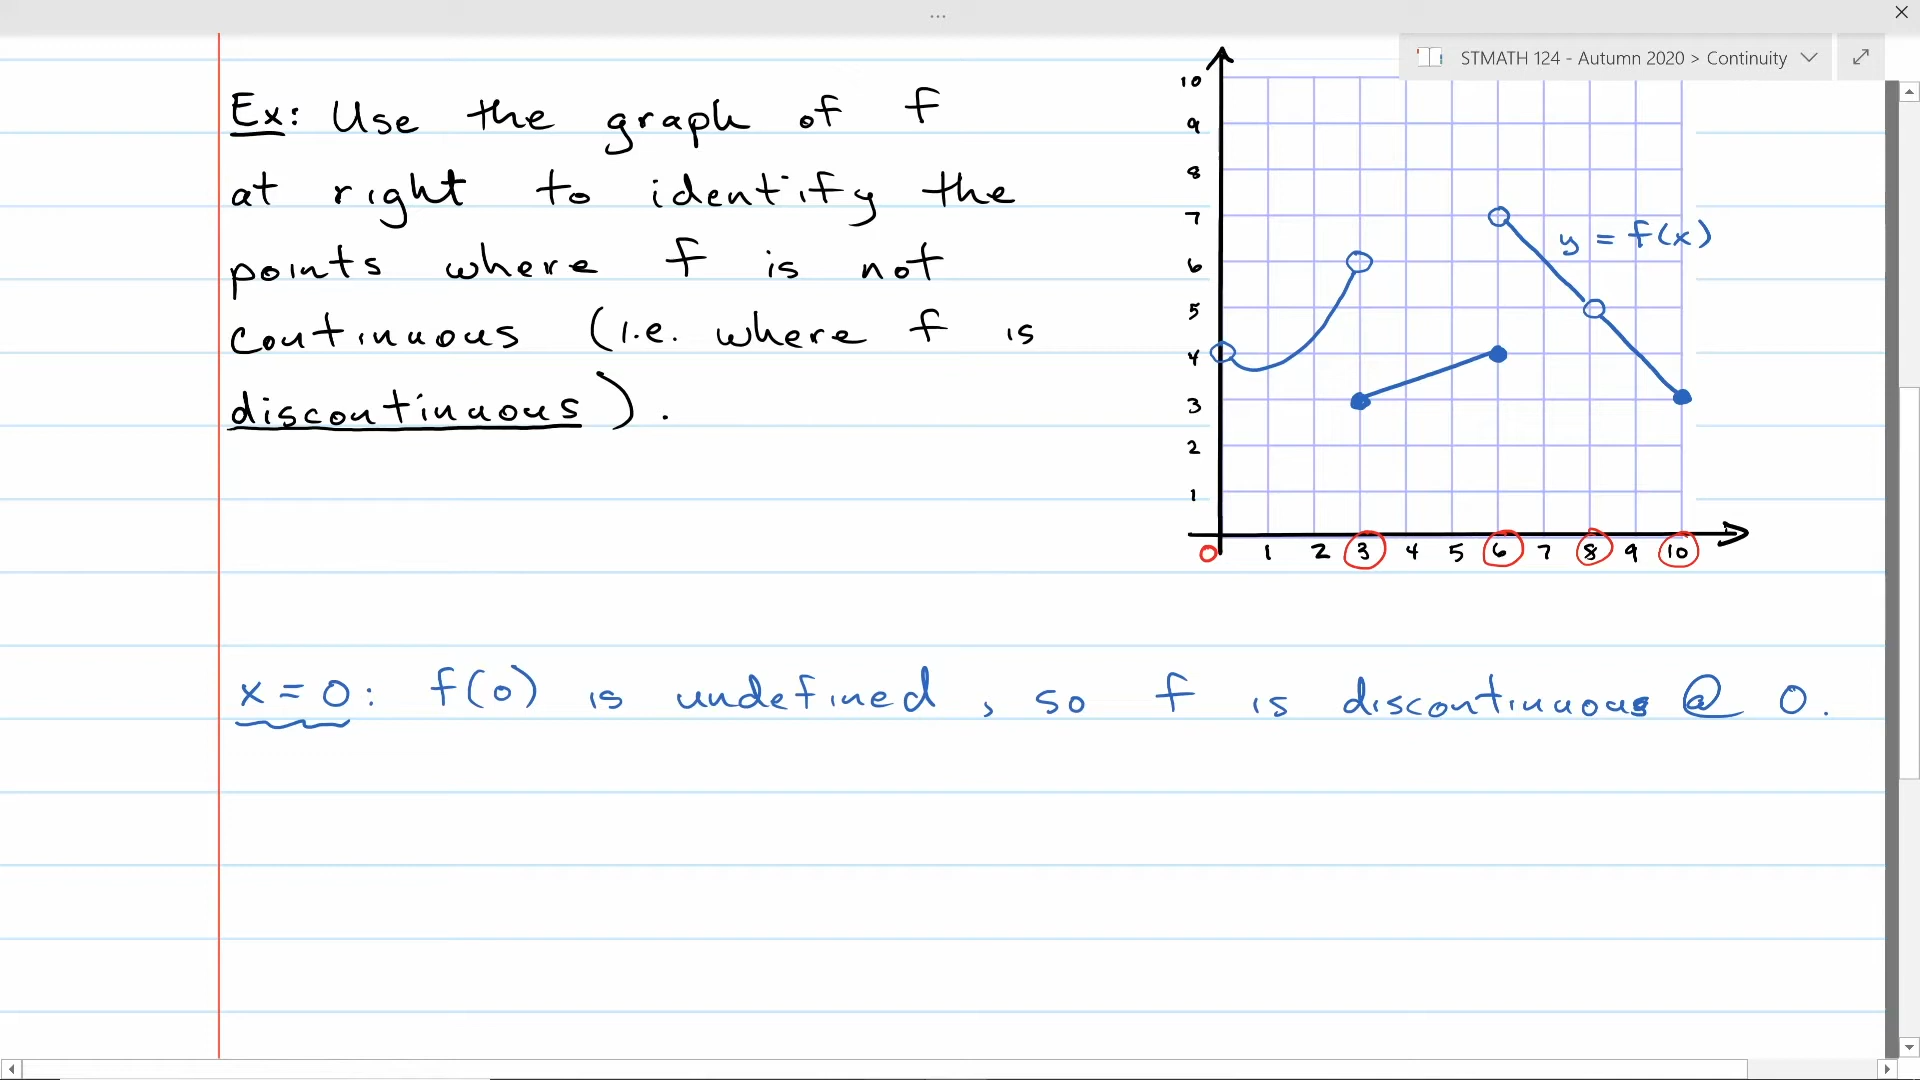 ...
STMATH 124 - Autumn 2020 > Continuity
Ex: Use the graph of f
at right to identify the
points where f is not
continuous (i.e. where f is
discontinuous).
10
9
8
7
6
5
4
3
2
1
y = f(x)
0 1 2 3 4 5 6 7 8 9 10
x = 0: f(0) is undefined, so f is discontinuous @ 0.